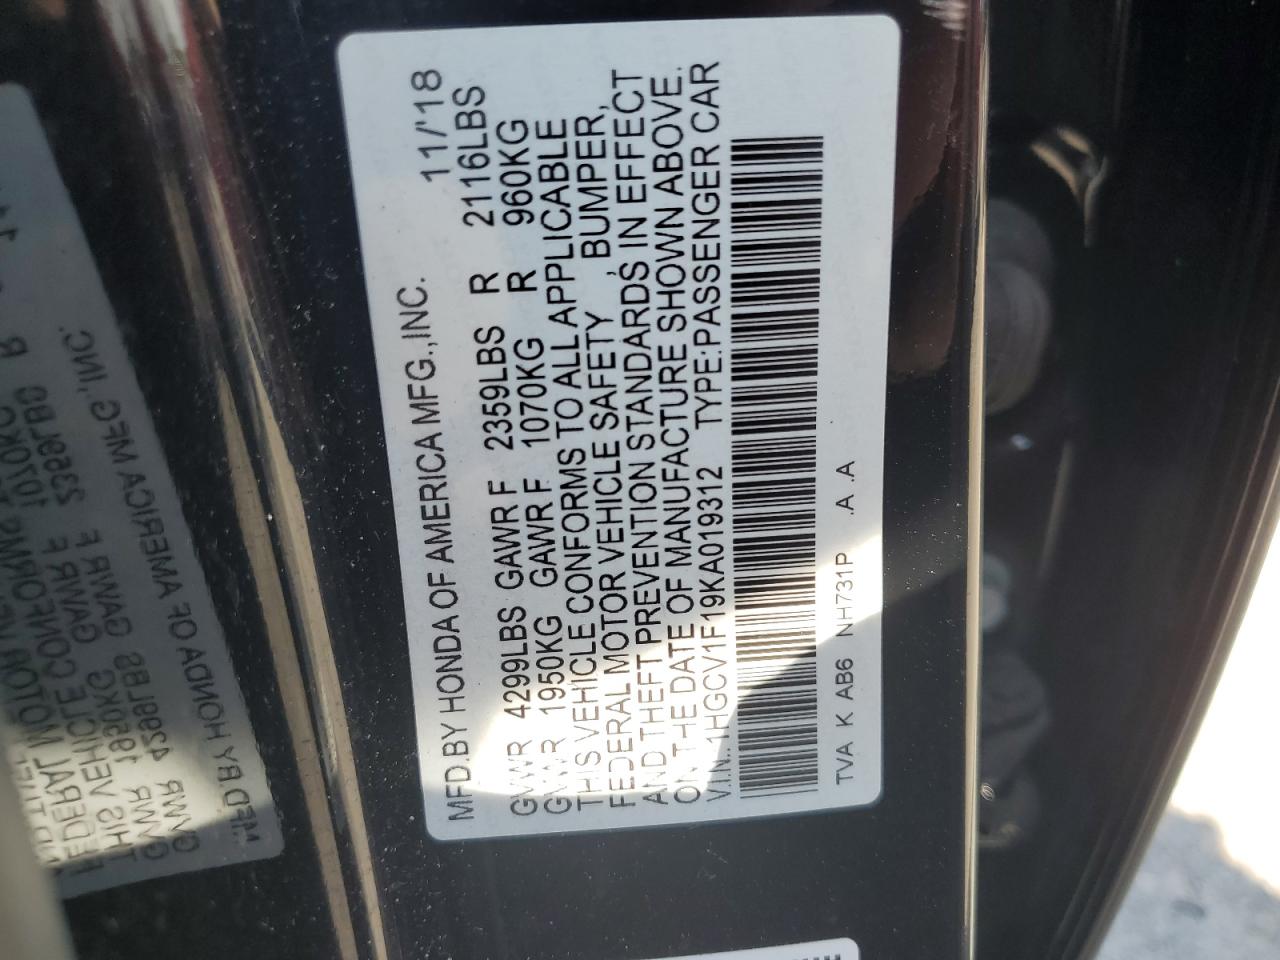 MFD.BY HONDA OF AMERICA MFG.,INC. 11/'18
GVWR 4299LBS GAWR F 2359LBS R 2116LBS
GVWR 1950KG GAWR F 1070KG R 960KG
THIS VEHICLE CONFORMS TO ALL APPLICABLE
FEDERAL MOTOR VEHICLE SAFETY, BUMPER,
AND THEFT PREVENTION STANDARDS, IN EFFECT
ON THE DATE OF MANUFACTURE SHOWN ABOVE.
V.I.N.: 1HGCV1F19KA019312 TYPE:PASSENGER CAR
TVA K AB6 NH731P .A .A